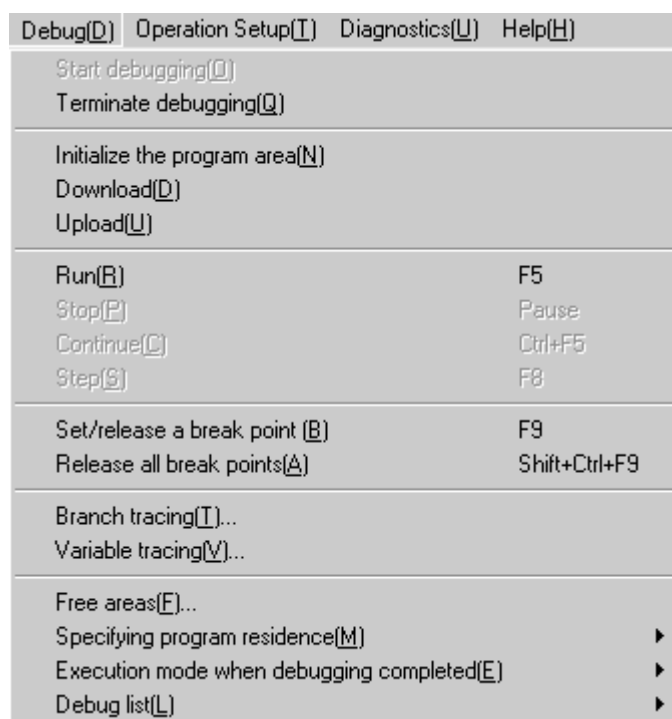 Debug(D) Operation Setup(T) Diagnostics(U) Help(H)
Start debugging(O)
Terminate debugging(Q)
Initialize the program area(N)
Download(D)
Upload(U)
Run(R) F5
Stop(P) Pause
Continue(C) Ctrl+F5
Step(S) F8
Set/release a break point (B) F9
Release all break points(A) Shift+Ctrl+F9
Branch tracing(T)...
Variable tracing(V)...
Free areas(F)...
Specifying program residence(M)
Execution mode when debugging completed(E)
Debug list(L)